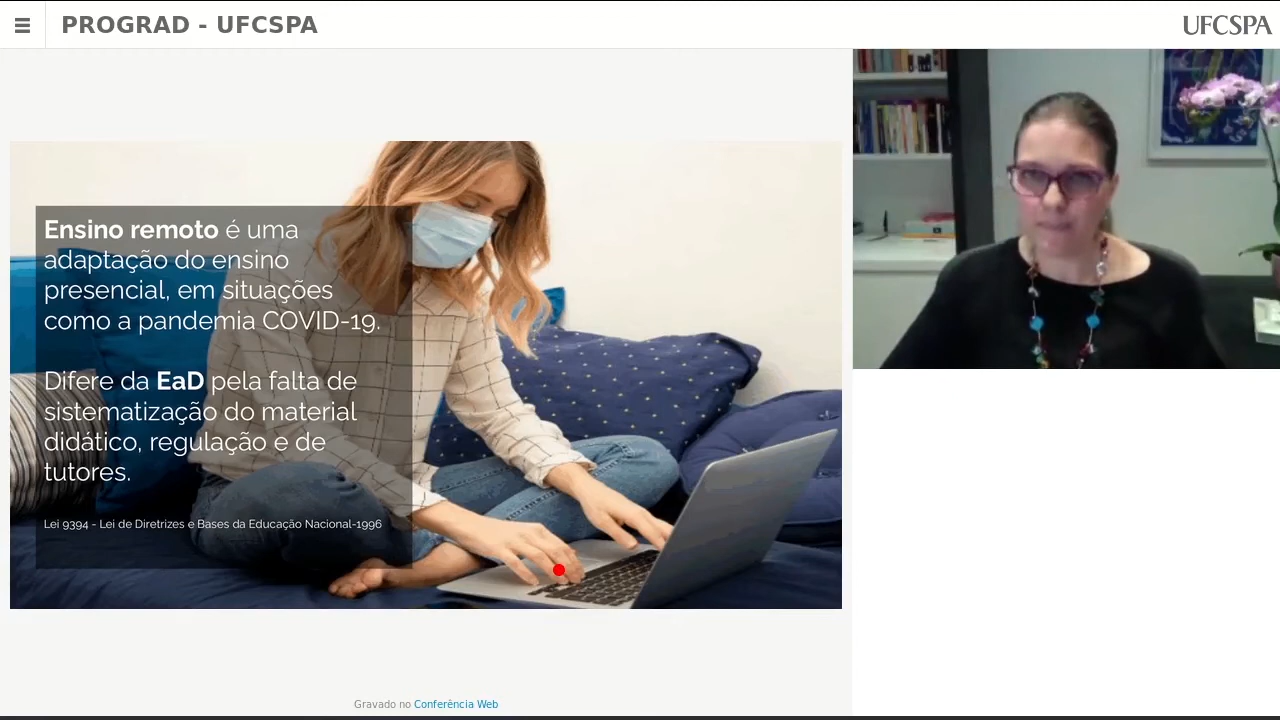 PROGRAD - UFCSPA
UFCSPA
Ensino remoto é uma
adaptação do ensino
presencial, em situações
como a pandemia COVID-19.
Difere da EaD pela falta de
sistematização do material
didático, regulação e de
tutores.
Lei 9394 - Lei de Diretrizes e Bases da Educação Nacional-1996
Gravado no Conferência Web